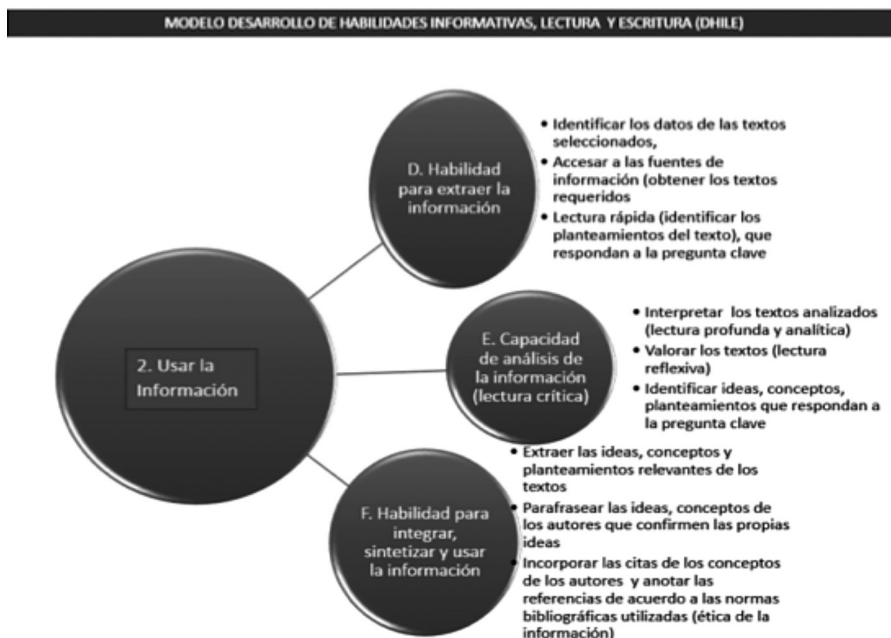 MODELO DESARROLLO DE HABILIDADES INFORMATIVAS, LECTURA Y ESCRITURA (DHILE)
2. Usar la
Información
D. Habilidad
para extraer la
información
• Identificar los datos de las textos
seleccionados,
• Accesar a las fuentes de
información (obtener los textos
requeridos
• Lectura rápida (identificar los
planteamientos del texto), que
respondan a la pregunta clave
E. Capacidad
de análisis de
la información
(lectura crítica)
• Interpretar los textos analizados
(lectura profunda y analítica)
• Valorar los textos (lectura
reflexiva)
• Identificar ideas, conceptos,
planteamientos que respondan a
la pregunta clave
F. Habilidad para
integrar,
sintetizar y usar
la información
• Extraer las ideas, conceptos y
planteamientos relevantes de los
textos
• Parafrasear las ideas, conceptos de
los autores que confirmen las propias
ideas
• Incorporar las citas de los conceptos
de los autores y anotar las
referencias de acuerdo a las normas
bibliográficas utilizadas (ética de la
información)